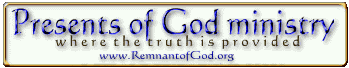 Presents of God ministry
where the truth is provided
www.RemnantofGod.org